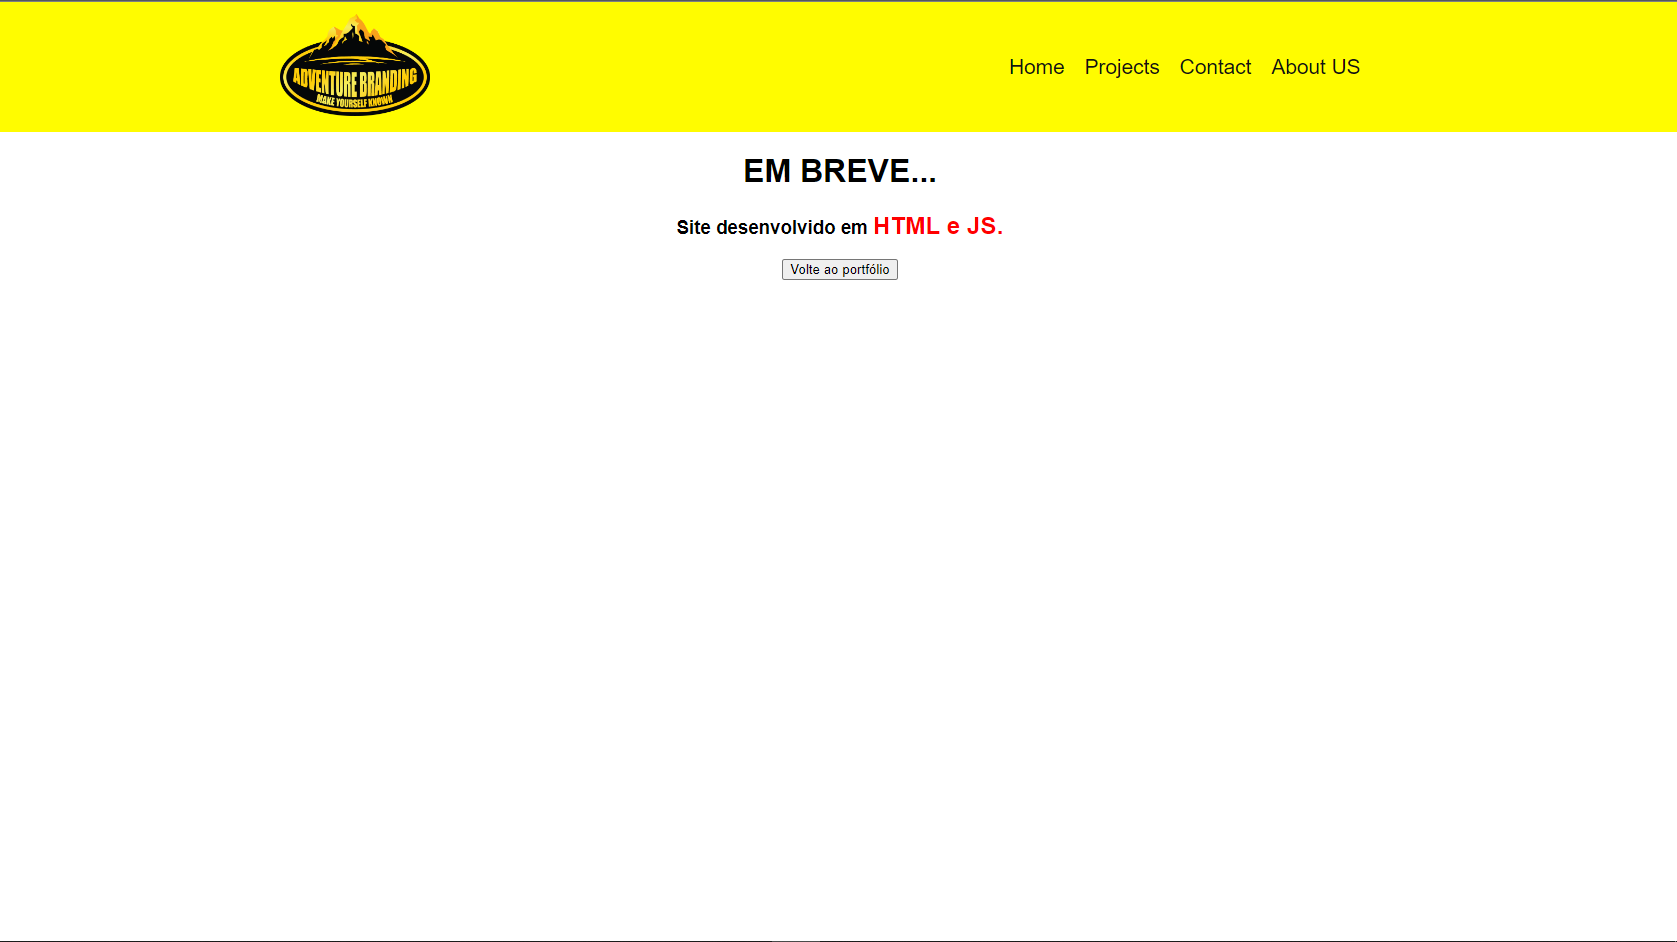 ADVENTURE BRANDING
MAKE YOURSELF KNOWN
Home Projects Contact About US
EM BREVE...
Site desenvolvido em HTML e JS.
Volte ao portfólio